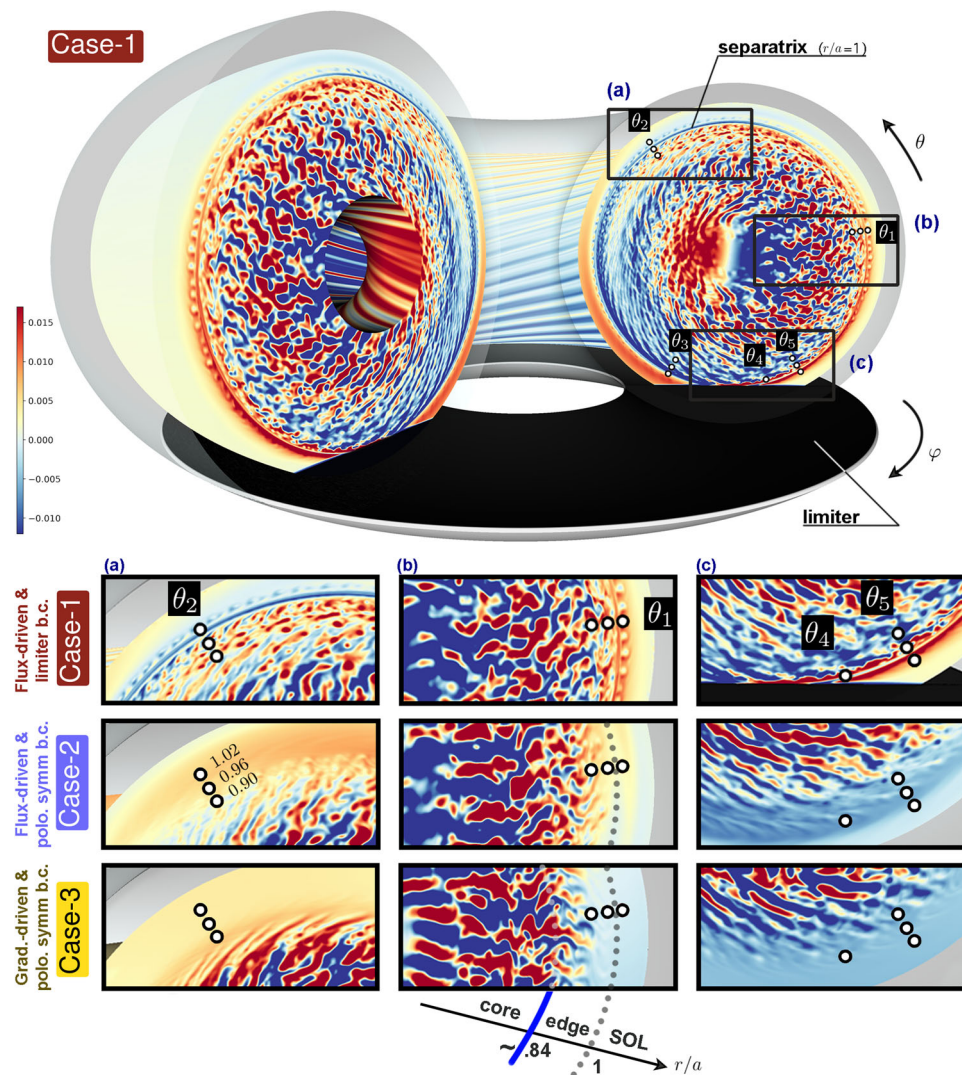 Case-1
separatrix (r/a=1)
(a)
θ₂
θ
(b)
θ₁
θ₃
θ₄
θ₅
(c)
φ
limiter
0.015
0.010
0.005
0.000
−0.005
−0.010
(a)
(b)
(c)
Flux-driven &
limiter b.c.
Case-1
θ₂
θ₁
θ₅
θ₄
Flux-driven &
polo. symm b.c.
Case-2
1.02
0.96
0.90
Grad.-driven &
polo. symm b.c.
Case-3
core edge SOL
~.84
1
r/a